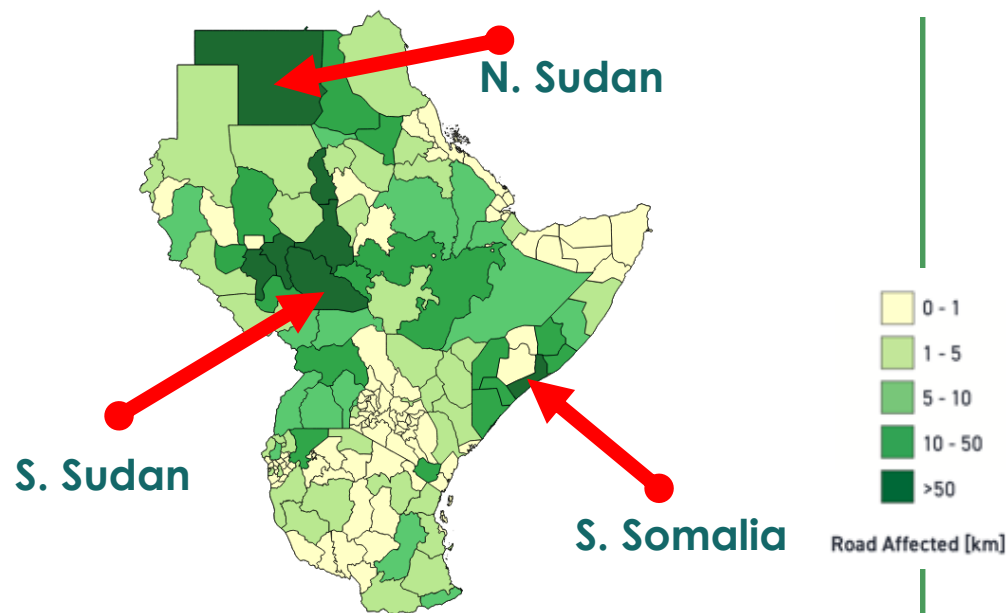 N. Sudan
S. Sudan
S. Somalia
0 - 1
1 - 5
5 - 10
10 - 50
>50
Road Affected [km]